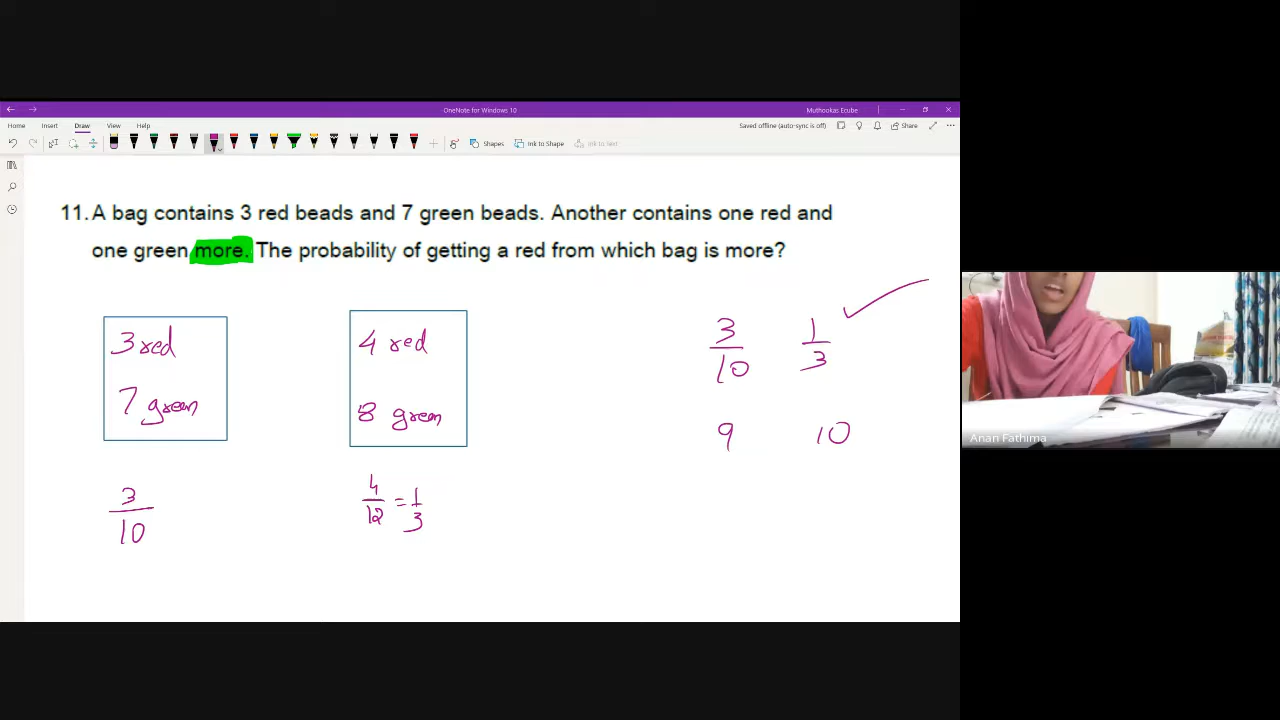 OneNote for Windows 10
Muthookas Ecube
Home Insert Draw View Help
Saved offline (auto-sync is off) Share
Shapes Ink to Shape Ink to Text
11. A bag contains 3 red beads and 7 green beads. Another contains one red and
one green more. The probability of getting a red from which bag is more?
3 red
7 green
4 red
8 green
3/10 1/3
9 10
3/10
4/12 = 1/3
Anan Fathima